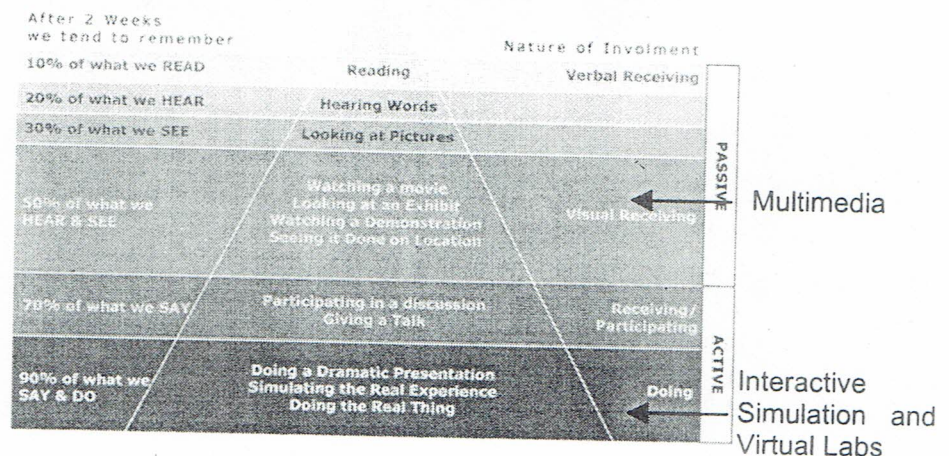 After 2 Weeks
we tend to remember
Nature of Involment
10% of what we READ
Reading
Verbal Receiving
20% of what we HEAR
Hearing Words
30% of what we SEE
Looking at Pictures
50% of what we
HEAR & SEE
Watching a movie
Looking at an Exhibit
Watching a Demonstration
Seeing it Done on Location
Visual Receiving
PASSIVE
Multimedia
70% of what we SAY
Participating in a discussion
Giving a Talk
Receiving/
Participating
90% of what we
SAY & DO
Doing a Dramatic Presentation
Simulating the Real Experience
Doing the Real Thing
Doing
ACTIVE
Interactive
Simulation and
Virtual Labs